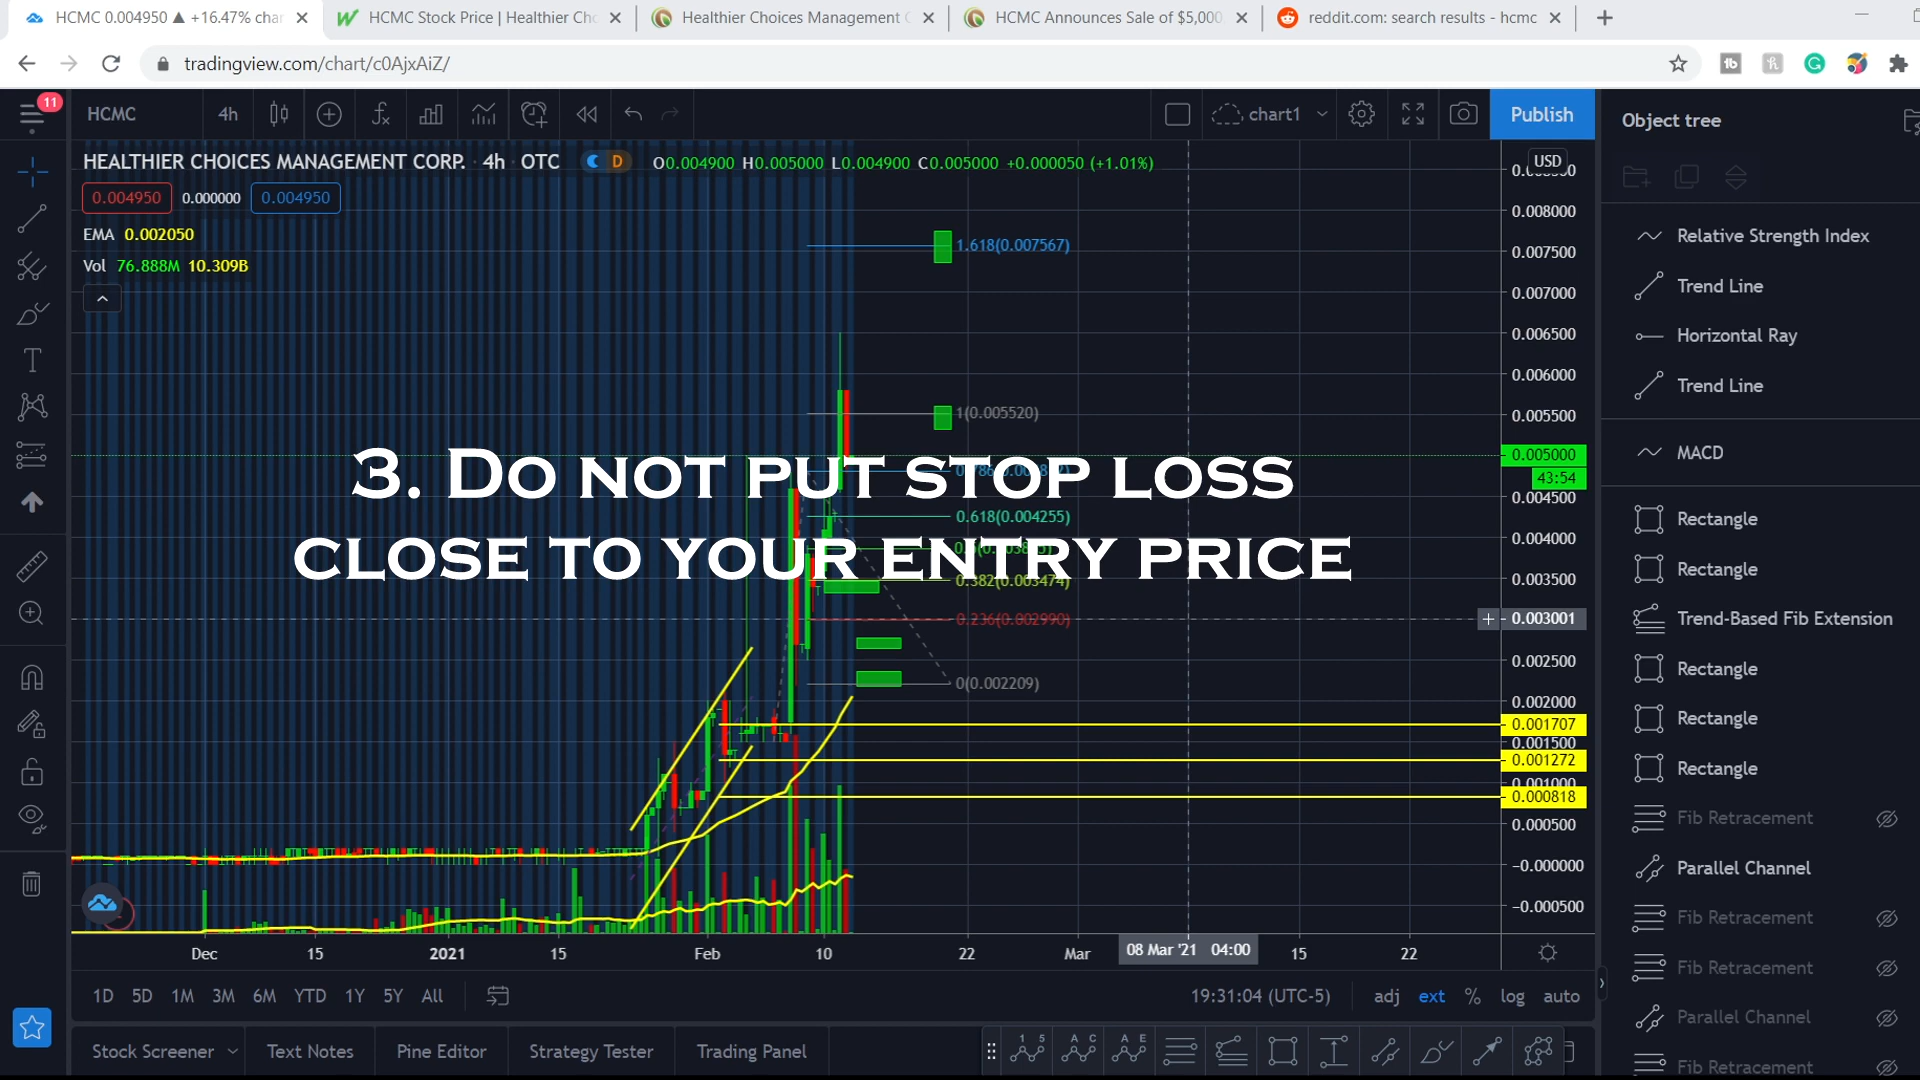 HCMC 0.004950 ▲ +16.47% char
HCMC Stock Price | Healthier Cho
Healthier Choices Management C
HCMC Announces Sale of $5,000,
reddit.com: search results - hcmc
tradingview.com/chart/c0AjxAiZ/
11
HCMC
4h
chart1
Publish
Object tree
HEALTHIER CHOICES MANAGEMENT CORP. 4h OTC
D
O0.004900 H0.005000 L0.004900 C0.005000 +0.000050 (+1.01%)
USD
0.004950
0.000000
0.004950
EMA 0.002050
Vol 76.888M 10.309B
1.618(0.007567)
1(0.005520)
0.618(0.004255)
0.382(0.003474)
0.236(0.002990)
0(0.002209)
3. Do not put stop loss
close to your entry price
0.008000
0.007500
0.007000
0.006500
0.006000
0.005500
0.005000
43:54
0.004500
0.004000
0.003500
0.003001
0.002500
0.002000
0.001707
0.001500
0.001272
0.001000
0.000818
0.000500
−0.000000
−0.000500
Relative Strength Index
Trend Line
Horizontal Ray
Trend Line
MACD
Rectangle
Rectangle
Trend-Based Fib Extension
Rectangle
Rectangle
Rectangle
Fib Retracement
Parallel Channel
Fib Retracement
Fib Retracement
Parallel Channel
Fib Retracement
Dec
15
2021
15
Feb
10
22
Mar
08 Mar '21 04:00
15
22
1D 5D 1M 3M 6M YTD 1Y 5Y All
19:31:04 (UTC-5)
adj ext % log auto
Stock Screener
Text Notes
Pine Editor
Strategy Tester
Trading Panel
1 5
A C
A E